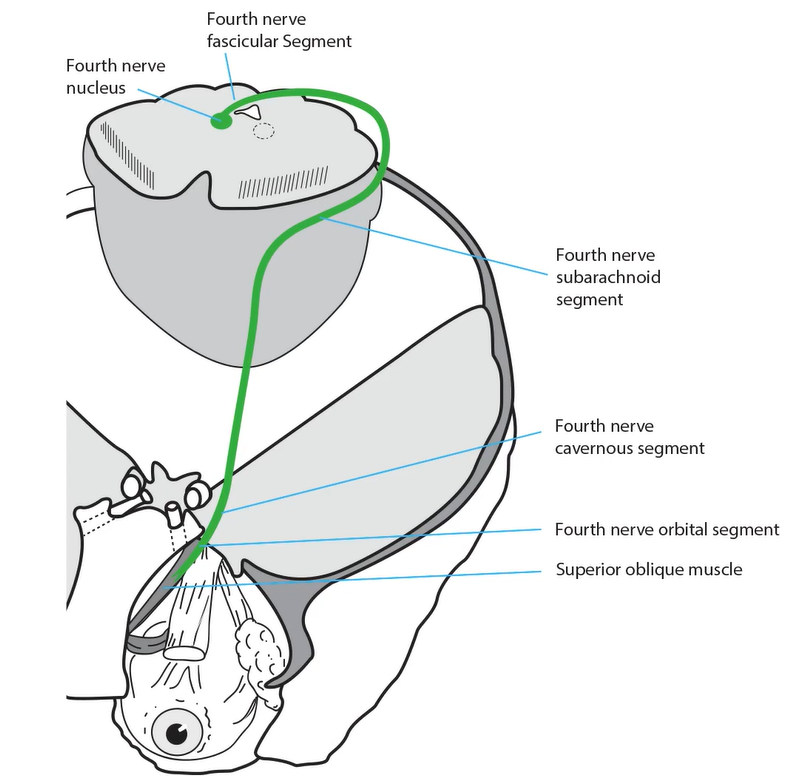 Fourth nerve
fascicular Segment
Fourth nerve
nucleus
Fourth nerve
subarachnoid
segment
Fourth nerve
cavernous segment
Fourth nerve orbital segment
Superior oblique muscle